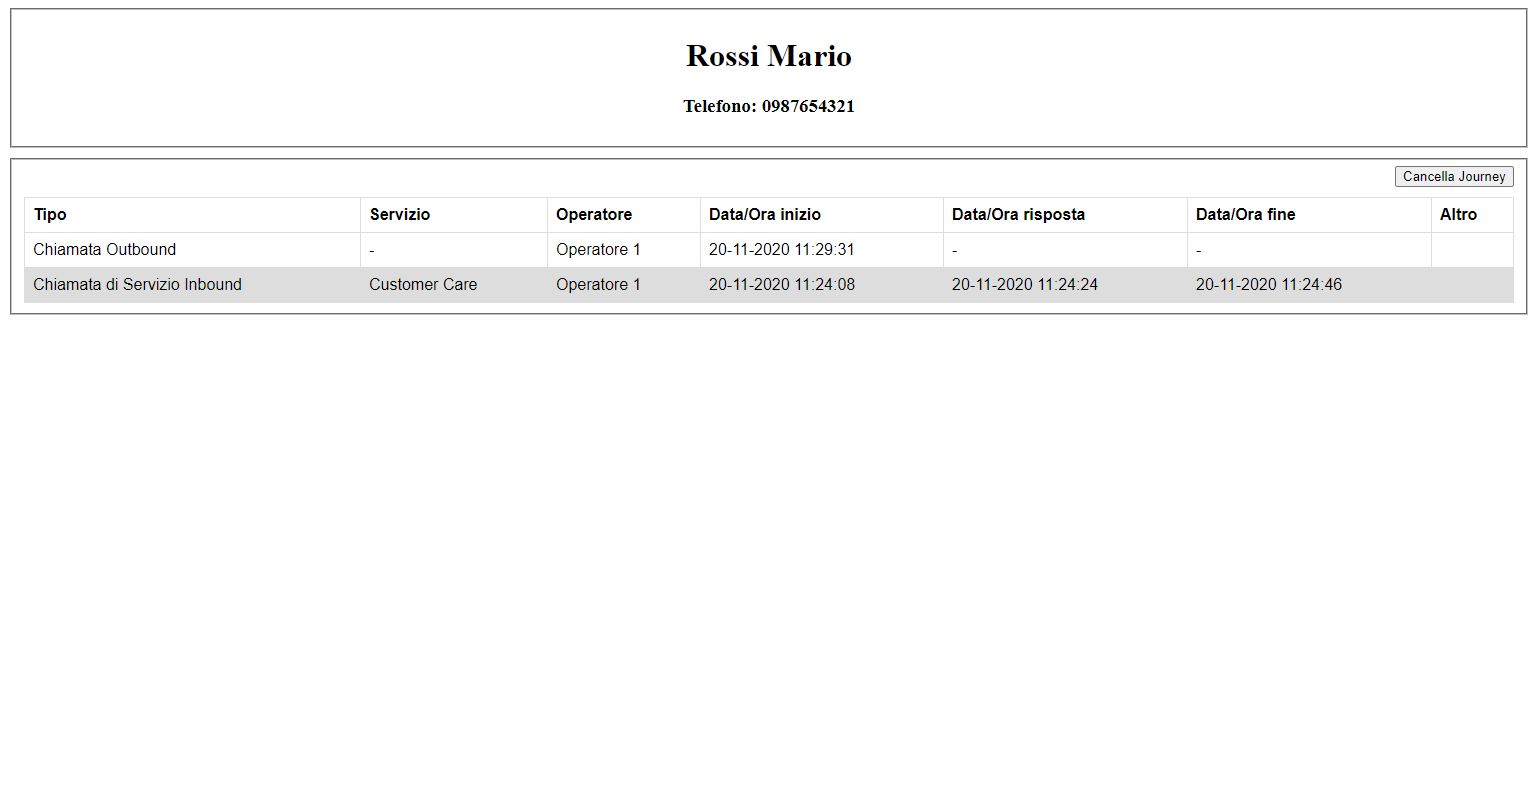 Rossi Mario
Telefono: 0987654321
Cancella Journey
Tipo Servizio Operatore Data/Ora inizio Data/Ora risposta Data/Ora fine Altro
Chiamata Outbound - Operatore 1 20-11-2020 11:29:31 - -
Chiamata di Servizio Inbound Customer Care Operatore 1 20-11-2020 11:24:08 20-11-2020 11:24:24 20-11-2020 11:24:46